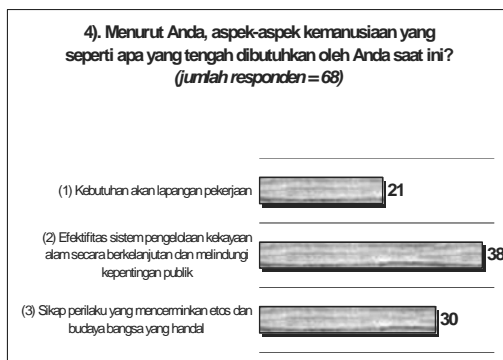 4). Menurut Anda, aspek-aspek kemanusiaan yang
seperti apa yang tengah dibutuhkan oleh Anda saat ini?
(jumlah responden = 68)
(1) Kebutuhan akan lapangan pekerjaan
21
(2) Efektifitas sistem pengeldaan kekayaan
alam secara berkelanjutan dan melindungi
kepentingan publik
38
(3) Sikap perilaku yang mencerminkan etos dan
budaya bangsa yang handal
30